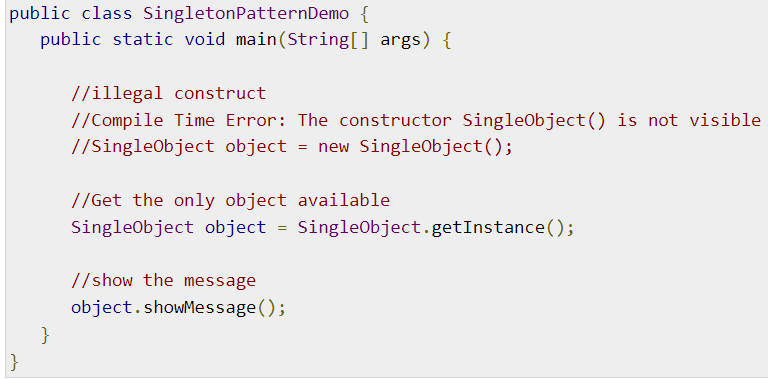 public class SingletonPatternDemo {
public static void main(String[] args) {
//illegal construct
//Compile Time Error: The constructor SingleObject() is not visible
//SingleObject object = new SingleObject();
//Get the only object available
SingleObject object = SingleObject.getInstance();
//show the message
object.showMessage();
}
}